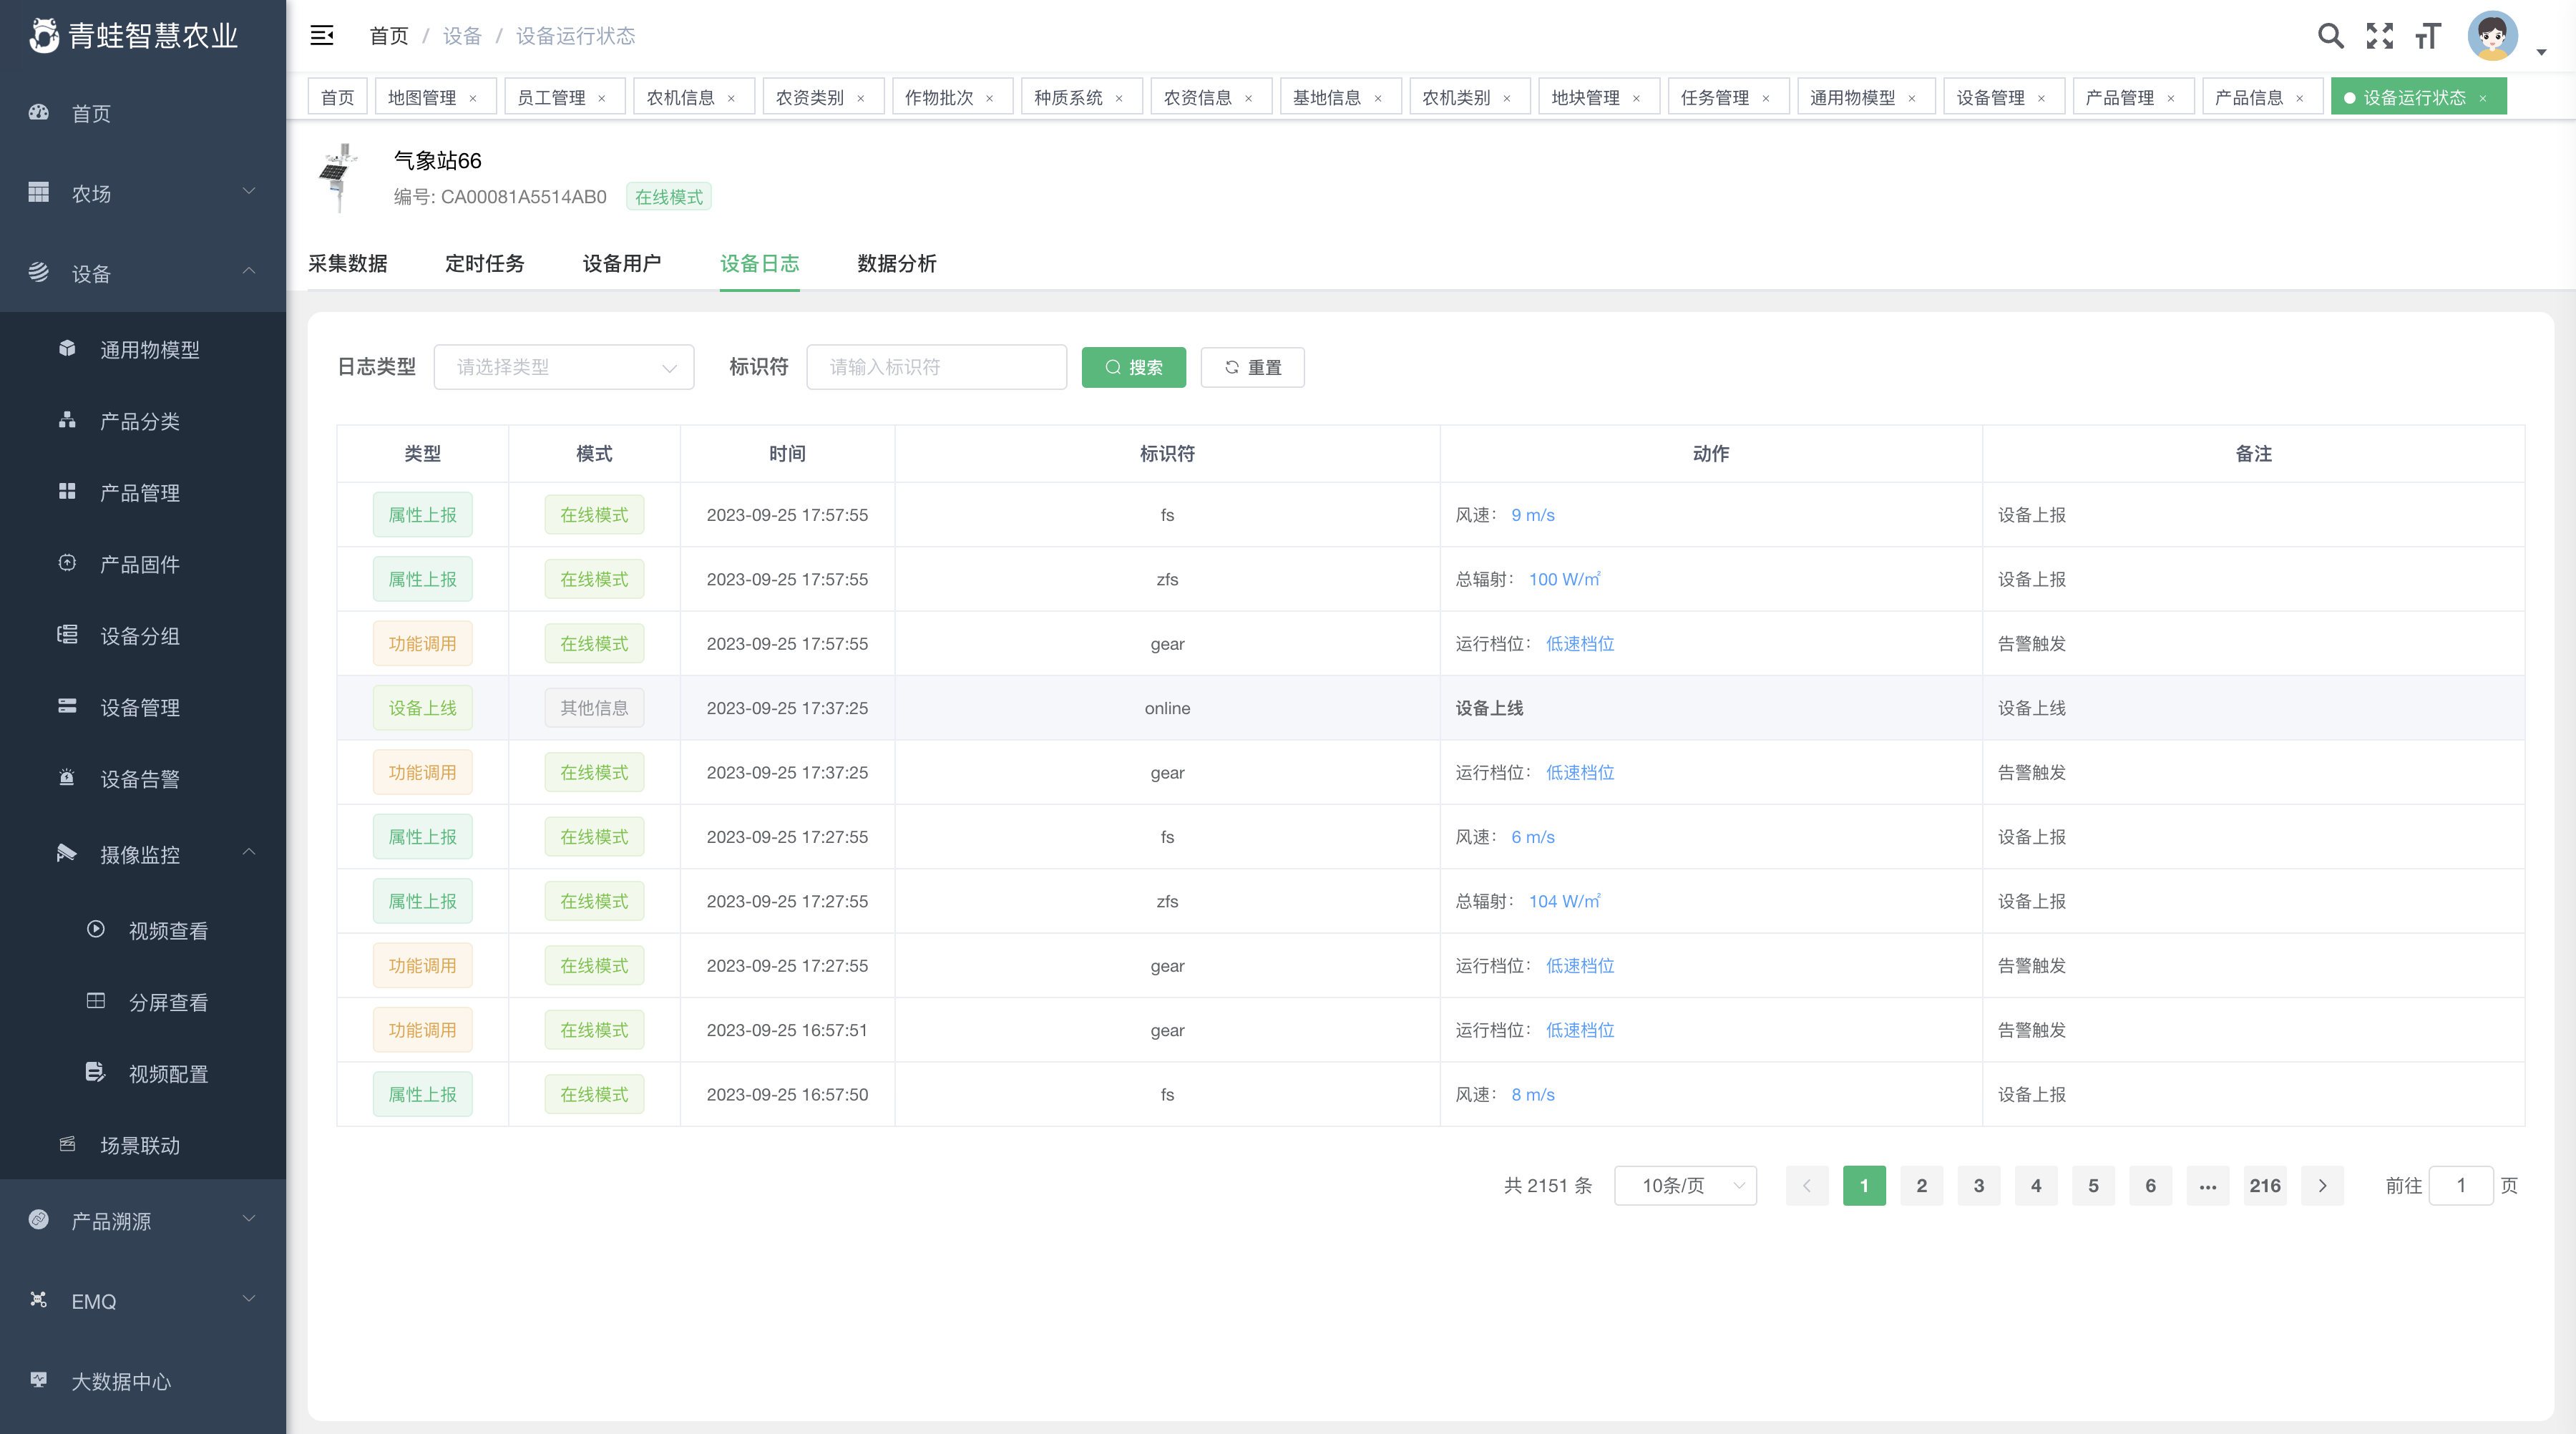 青蛙智慧农业
首页 / 设备 / 设备运行状态
首页 地图管理 × 员工管理 × 农机信息 × 农资类别 × 作物批次 × 种质系统 × 农资信息 × 基地信息 × 农机类别 × 地块管理 × 任务管理 × 通用物模型 × 设备管理 × 产品管理 × 产品信息 × 设备运行状态 ×
首页
农场
设备
通用物模型
产品分类
产品管理
产品固件
设备分组
设备管理
设备告警
摄像监控
视频查看
分屏查看
视频配置
场景联动
产品溯源
EMQ
大数据中心
气象站66
编号: CA00081A5514AB0 在线模式
采集数据 定时任务 设备用户 设备日志 数据分析
日志类型 请选择类型 标识符 请输入标识符 搜索 重置
类型 模式 时间 标识符 动作 备注
属性上报 在线模式 2023-09-25 17:57:55 fs 风速： 9 m/s 设备上报
属性上报 在线模式 2023-09-25 17:57:55 zfs 总辐射： 100 W/㎡ 设备上报
功能调用 在线模式 2023-09-25 17:57:55 gear 运行档位： 低速档位 告警触发
设备上线 其他信息 2023-09-25 17:37:25 online 设备上线 设备上线
功能调用 在线模式 2023-09-25 17:37:25 gear 运行档位： 低速档位 告警触发
属性上报 在线模式 2023-09-25 17:27:55 fs 风速： 6 m/s 设备上报
属性上报 在线模式 2023-09-25 17:27:55 zfs 总辐射： 104 W/㎡ 设备上报
功能调用 在线模式 2023-09-25 17:27:55 gear 运行档位： 低速档位 告警触发
功能调用 在线模式 2023-09-25 16:57:51 gear 运行档位： 低速档位 告警触发
属性上报 在线模式 2023-09-25 16:57:50 fs 风速： 8 m/s 设备上报
共 2151 条 10条/页 1 2 3 4 5 6 ... 216 前往 1 页